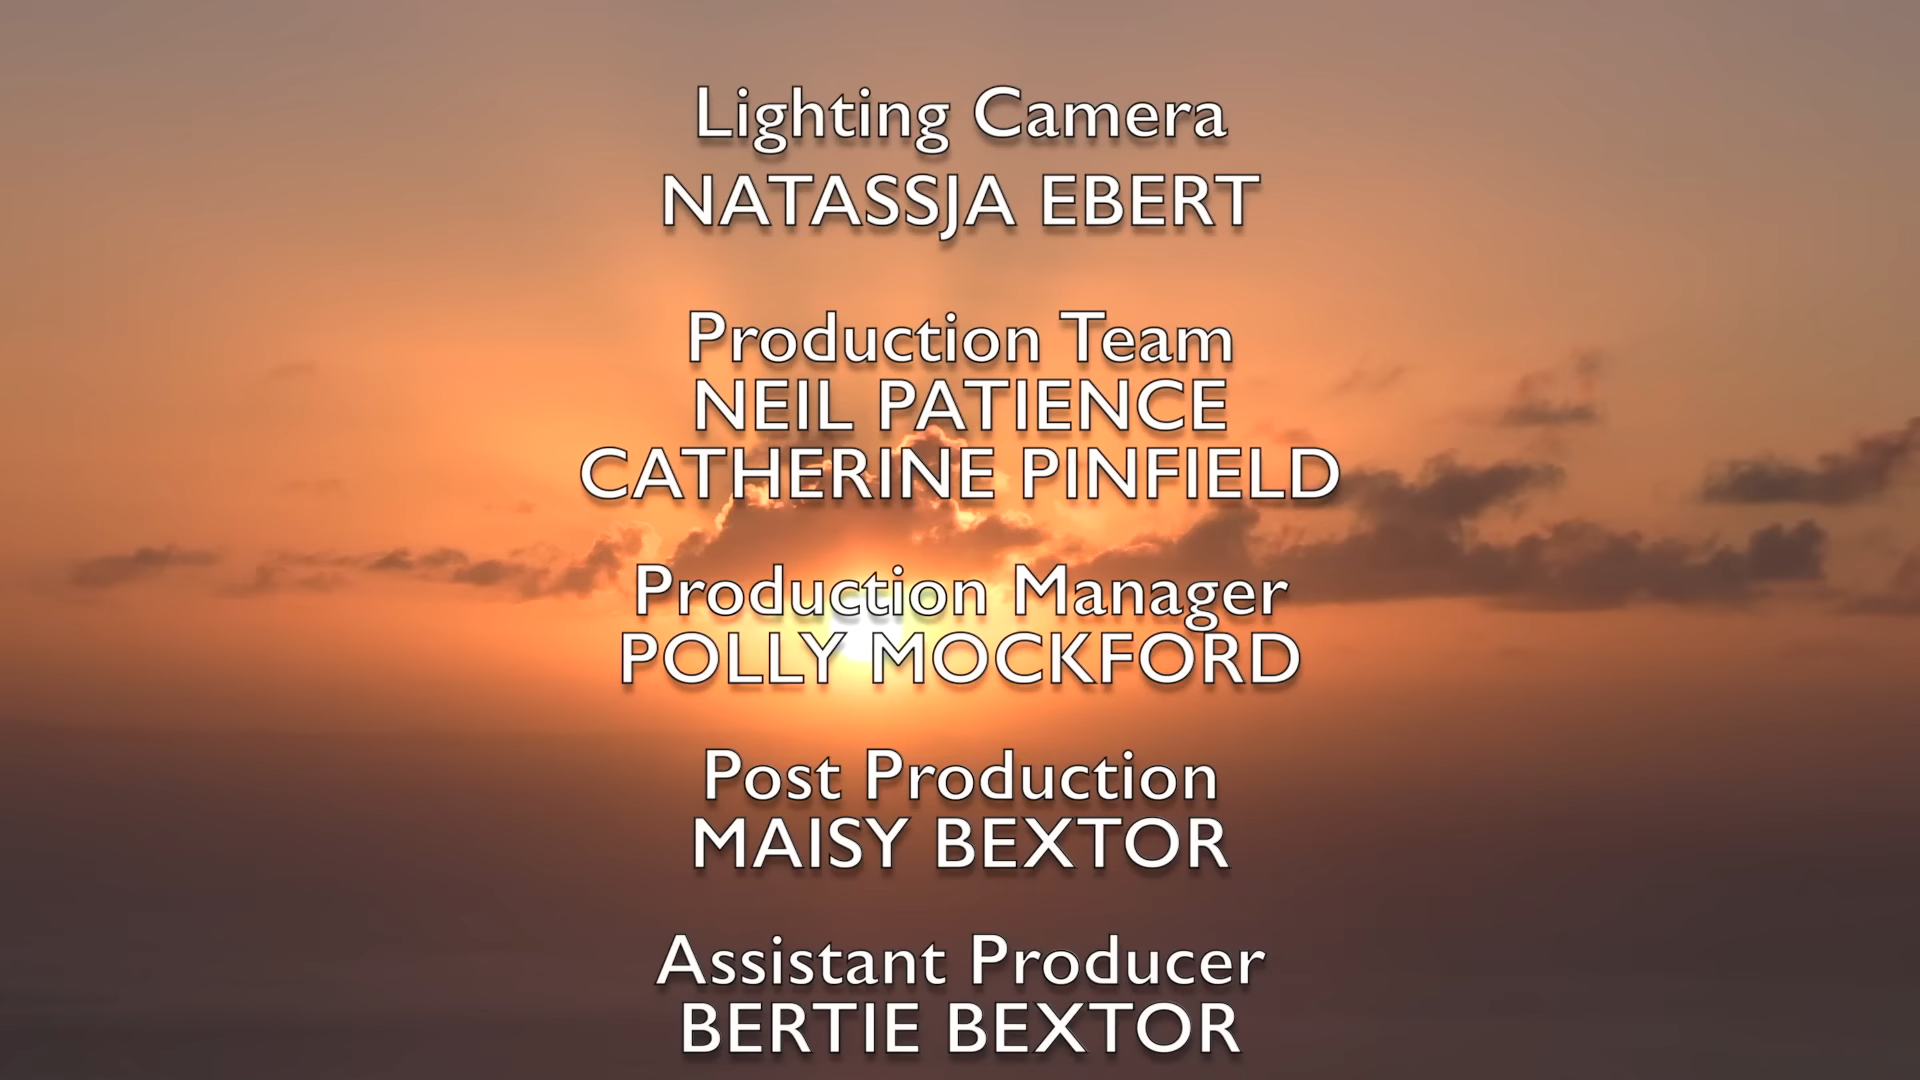 Lighting Camera
NATASSJA EBERT
Production Team
NEIL PATIENCE
CATHERINE PINFIELD
Production Manager
POLLY MOCKFORD
Post Production
MAISY BEXTOR
Assistant Producer
BERTIE BEXTOR